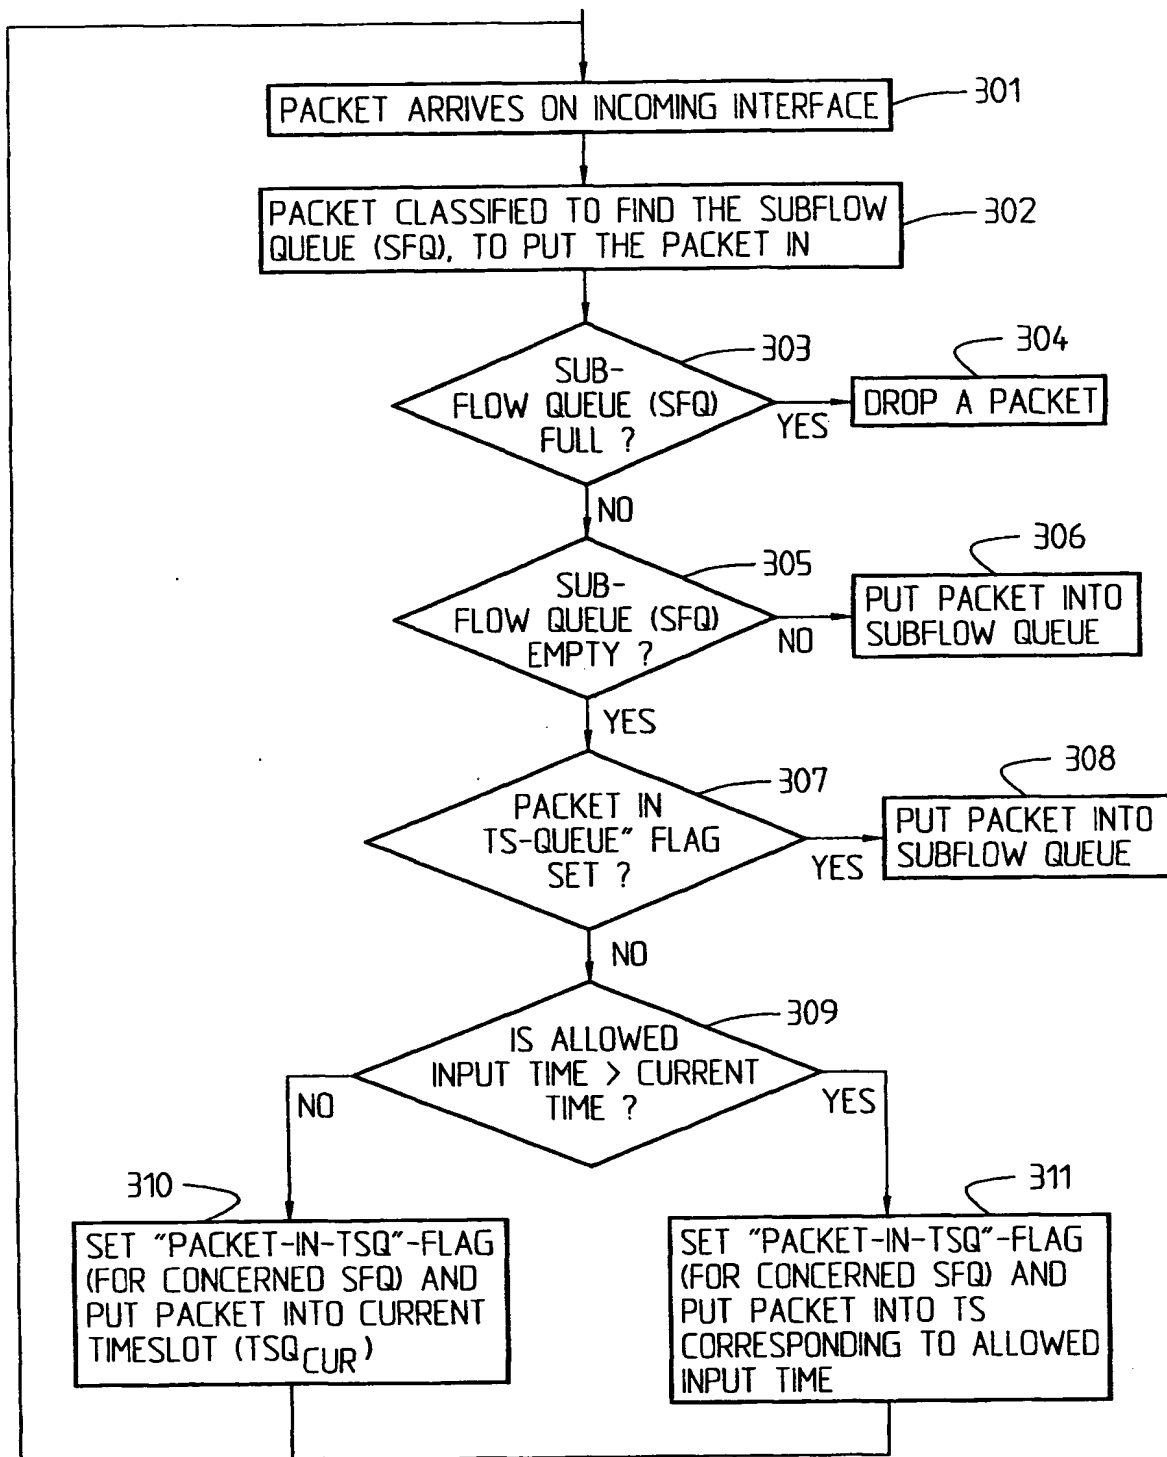 PACKET ARRIVES ON INCOMING INTERFACE
301
PACKET CLASSIFIED TO FIND THE SUBFLOW
QUEUE (SFQ), TO PUT THE PACKET IN
302
SUB-
FLOW QUEUE (SFQ)
FULL ?
303
YES
304
DROP A PACKET
NO
SUB-
FLOW QUEUE (SFQ)
EMPTY ?
305
NO
306
PUT PACKET INTO
SUBFLOW QUEUE
YES
PACKET IN
TS-QUEUE" FLAG
SET ?
307
YES
308
PUT PACKET INTO
SUBFLOW QUEUE
NO
IS ALLOWED
INPUT TIME > CURRENT
TIME ?
309
NO
YES
310
SET "PACKET-IN-TSQ"-FLAG
(FOR CONCERNED SFQ) AND
PUT PACKET INTO CURRENT
TIMESLOT (TSQCUR)
311
SET "PACKET-IN-TSQ"-FLAG
(FOR CONCERNED SFQ) AND
PUT PACKET INTO TS
CORRESPONDING TO ALLOWED
INPUT TIME